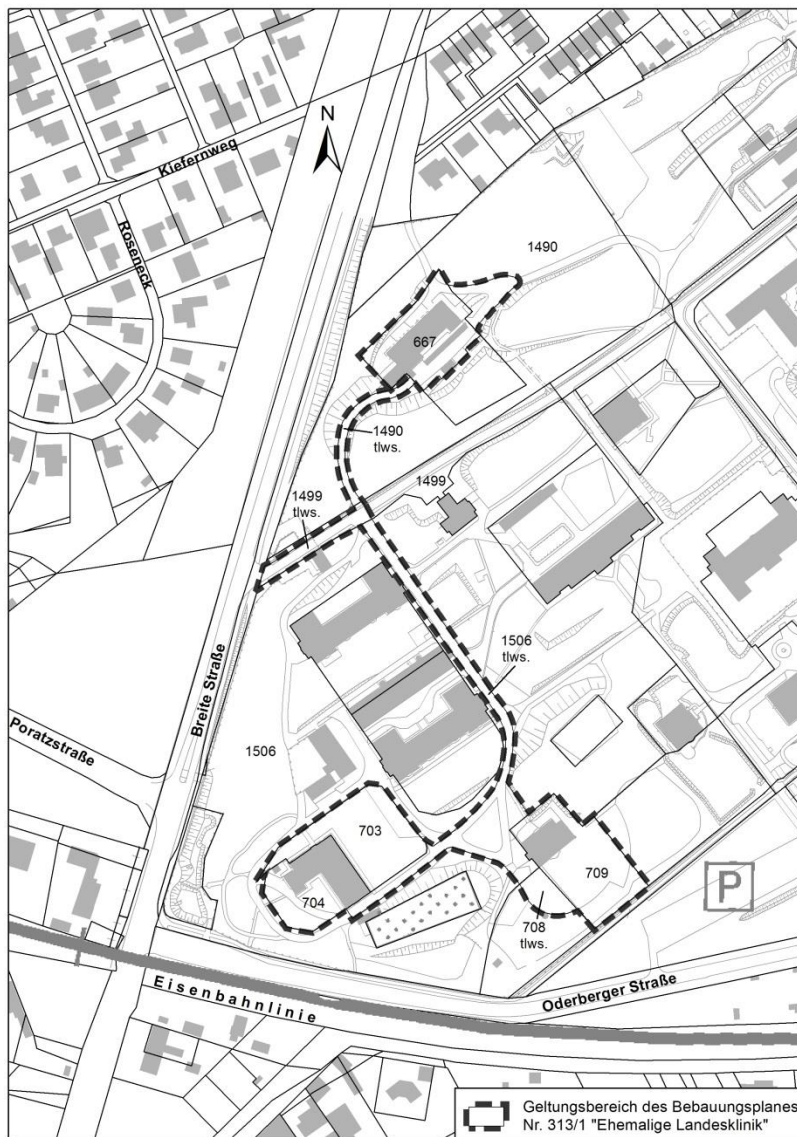 N
Kiefernweg
Roseneck
1490
667
1490
tlws.
1499
1499
tlws.
1506
tlws.
Breite Straße
Poratzstraße
1506
703
704
709
P
708
tlws.
Oderberger Straße
Eisenbahnlinie
Geltungsbereich des Bebauungsplanes
Nr. 313/1 "Ehemalige Landesklinik"